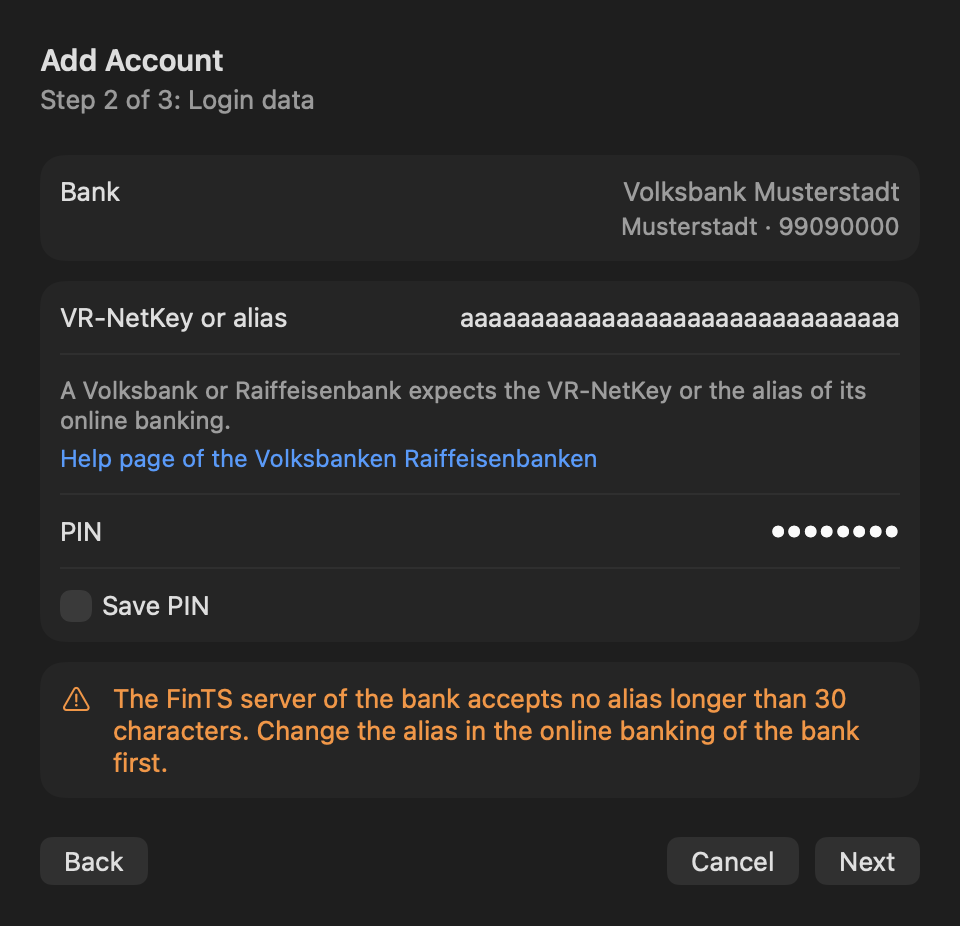 Add Account
Step 2 of 3: Login data
Bank
Volksbank Musterstadt
Musterstadt · 99090000
VR-NetKey or alias
aaaaaaaaaaaaaaaaaaaaaaaaaaaaaaa
A Volksbank or Raiffeisenbank expects the VR-NetKey or the alias of its
online banking.
Help page of the Volksbanken Raiffeisenbanken
PIN
••••••••
Save PIN
The FinTS server of the bank accepts no alias longer than 30
characters. Change the alias in the online banking of the bank
first.
Back
Cancel
Next